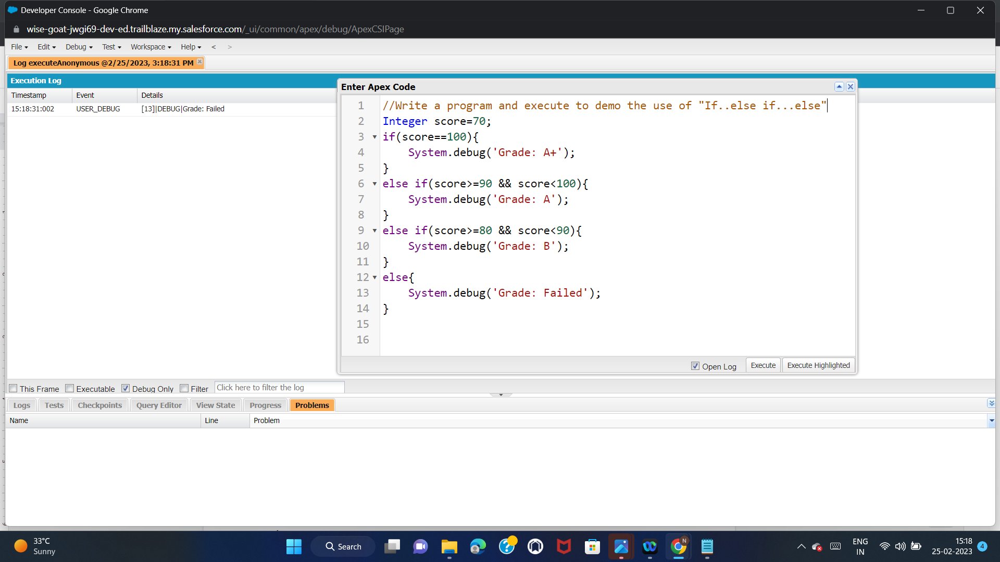 Developer Console - Google Chrome
wise-goat-jwgi69-dev-ed.trailblaze.my.salesforce.com/_ui/common/apex/debug/ApexCSIPage
File Edit Debug Test Workspace Help < >
Log executeAnonymous @2/25/2023, 3:18:31 PM
Execution Log
Timestamp Event Details
15:18:31:002 USER_DEBUG [13]|DEBUG|Grade: Failed
Enter Apex Code
1 //Write a program and execute to demo the use of "If..else if...else"
2 Integer score=70;
3 if(score==100){
4 System.debug('Grade: A+');
5 }
6 else if(score>=90 && score<100){
7 System.debug('Grade: A');
8 }
9 else if(score>=80 && score<90){
10 System.debug('Grade: B');
11 }
12 else{
13 System.debug('Grade: Failed');
14 }
15
16
Open Log Execute Execute Highlighted
This Frame Executable Debug Only Filter Click here to filter the log
Logs Tests Checkpoints Query Editor View State Progress Problems
Name Line Problem
33°C
Sunny
Search
N
ENG
IN
15:18
25-02-2023
4